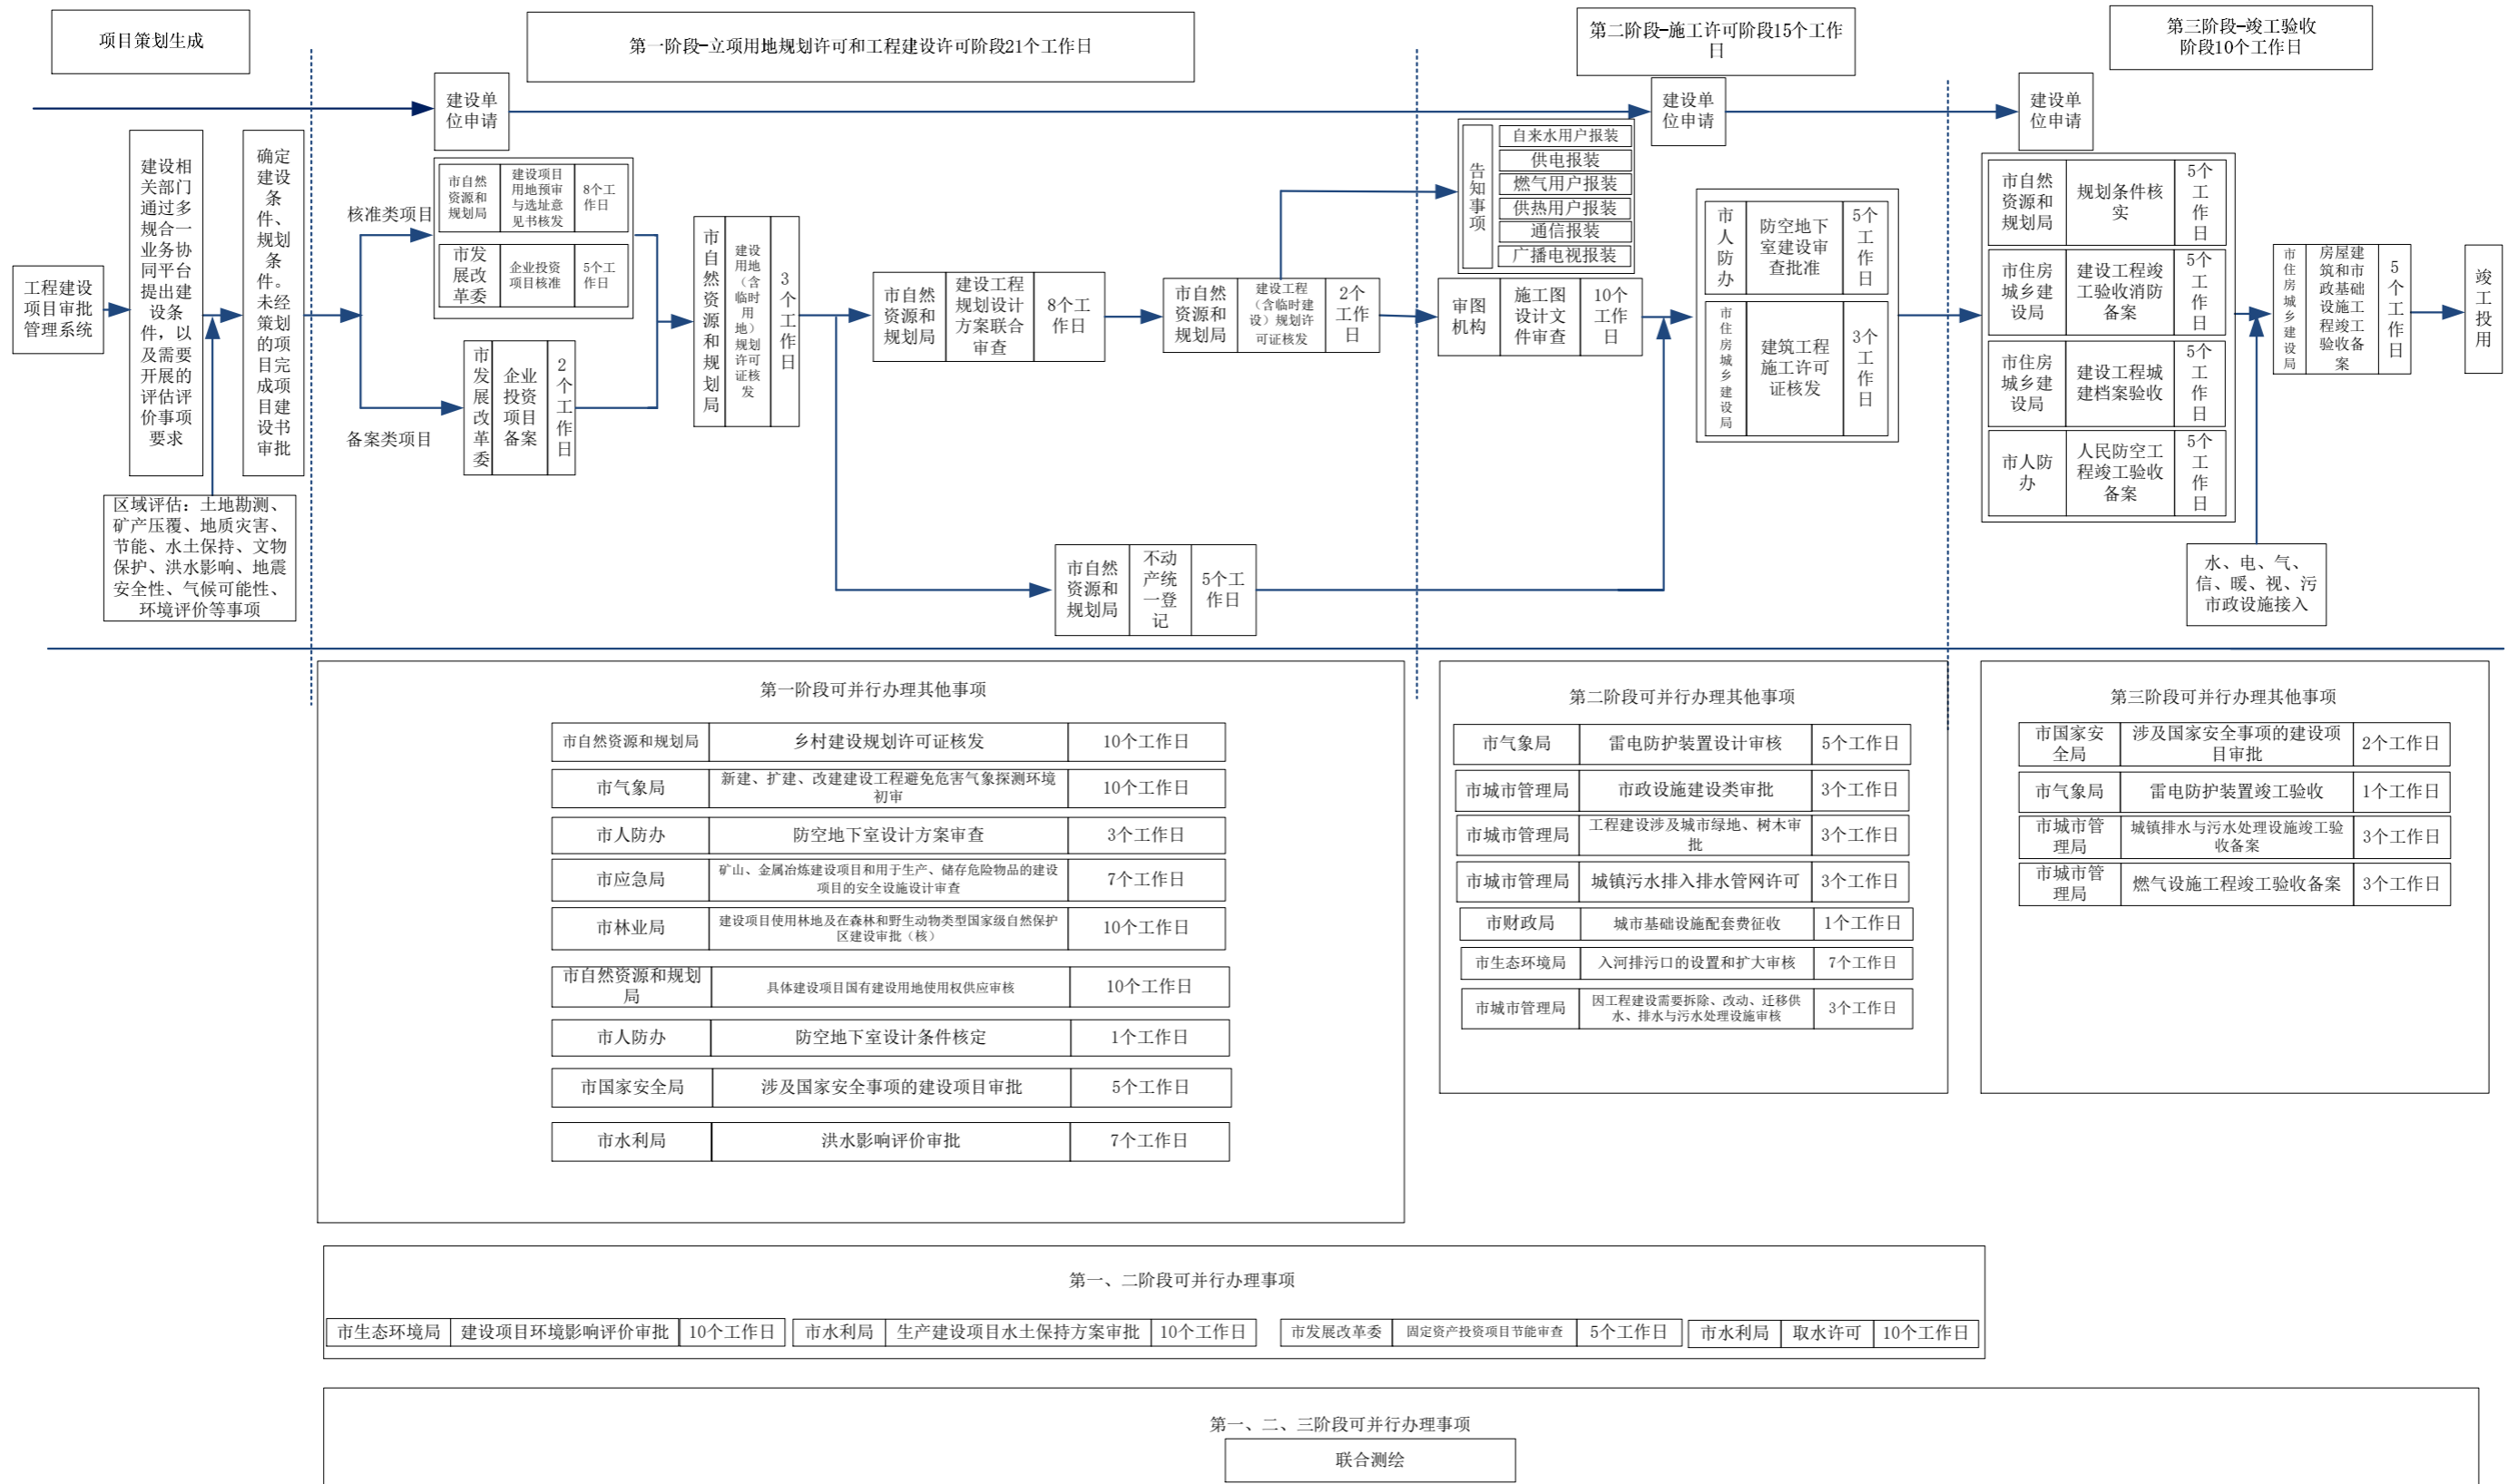 项目策划生成
第一阶段-立项用地规划许可和工程建设许可阶段21个工作日
第二阶段-施工许可阶段15个工作
日
第三阶段-竣工验收
阶段10个工作日
建设单
位申请
建设单
位申请
建设单
位申请
工程建设
项目审批
管理系统
建设相
关部门
通过多
规合一
业务协
同平台
提出建
设条
件，以
及需要
开展的
评估评
价事项
要求
确定
建设
条
件、
规划
条
件。
未经
策划
的项
目完
成项
目建
设书
审批
区域评估：土地勘测、
矿产压覆、地质灾害、
节能、水土保持、文物
保护、洪水影响、地震
安全性、气候可能性、
环境评价等事项
核准类项目
市自然
资源和
规划局
建设项目
用地预审
与选址意
见书核发
8个工
作日
市发
展改
革委
企业投资
项目核准
5个工
作日
备案类项目
市
发
展
改
革
委
企业
投资
项目
备案
2
个
工
作
日
市
自
然
资
源
和
规
划
局
建设
用地
（含
临时
用
地）
规划
许可
证核
发
3
个
工
作
日
市自然
资源和
规划局
建设工程
规划设计
方案联合
审查
8个工
作日
市自然
资源和
规划局
建设工程
（含临时建
设）规划许
可证核发
2个
工作
日
市自然
资源和
规划局
不动
产统
一登
记
5个工
作日
告
知
事
项
自来水用户报装
供电报装
燃气用户报装
供热用户报装
通信报装
广播电视报装
审图
机构
施工图
设计文
件审查
10个
工作
日
市
人
防
办
防空地下
室建设审
查批准
5个
工
作
日
市
住
房
城
乡
建
设
局
建筑工程
施工许可
证核发
3个
工
作
日
市自然
资源和
规划局
规划条件核
实
5个
工
作
日
市住房
城乡建
设局
建设工程竣
工验收消防
备案
5个
工
作
日
市住房
城乡建
设局
建设工程城
建档案验收
5个
工
作
日
市人防
办
人民防空工
程竣工验收
备案
5个
工
作
日
水、电、气、
信、暖、视、污
市政设施接入
市
住
房
城
乡
建
设
局
房屋建
筑和市
政基础
设施工
程竣工
验收备
案
5
个
工
作
日
竣
工
投
用
第一阶段可并行办理其他事项
市自然资源和规划局
乡村建设规划许可证核发
10个工作日
市气象局
新建、扩建、改建建设工程避免危害气象探测环境
初审
10个工作日
市人防办
防空地下室设计方案审查
3个工作日
市应急局
矿山、金属冶炼建设项目和用于生产、储存危险物品的建设
项目的安全设施设计审查
7个工作日
市林业局
建设项目使用林地及在森林和野生动物类型国家级自然保护
区建设审批（核）
10个工作日
市自然资源和规划
局
具体建设项目国有建设用地使用权供应审核
10个工作日
市人防办
防空地下室设计条件核定
1个工作日
市国家安全局
涉及国家安全事项的建设项目审批
5个工作日
市水利局
洪水影响评价审批
7个工作日
第二阶段可并行办理其他事项
市气象局
雷电防护装置设计审核
5个工作日
市城市管理局
市政设施建设类审批
3个工作日
市城市管理局
工程建设涉及城市绿地、树木审
批
3个工作日
市城市管理局
城镇污水排入排水管网许可
3个工作日
市财政局
城市基础设施配套费征收
1个工作日
市生态环境局
入河排污口的设置和扩大审核
7个工作日
市城市管理局
因工程建设需要拆除、改动、迁移供
水、排水与污水处理设施审核
3个工作日
第三阶段可并行办理其他事项
市国家安
全局
涉及国家安全事项的建设项
目审批
2个工作日
市气象局
雷电防护装置竣工验收
1个工作日
市城市管
理局
城镇排水与污水处理设施竣工验
收备案
3个工作日
市城市管
理局
燃气设施工程竣工验收备案
3个工作日
第一、二阶段可并行办理事项
市生态环境局
建设项目环境影响评价审批
10个工作日
市水利局
生产建设项目水土保持方案审批
10个工作日
市发展改革委
固定资产投资项目节能审查
5个工作日
市水利局
取水许可
10个工作日
第一、二、三阶段可并行办理事项
联合测绘